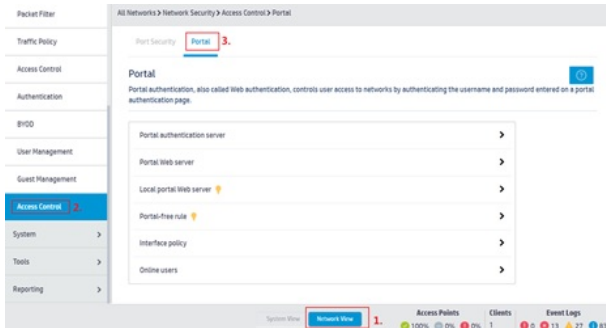 Packet Filter
All Networks > Network Security > Access Control > Portal
Traffic Policy
Port Security
Portal
3.
Access Control
Portal
Portal authentication, also called Web authentication, controls user access to networks by authenticating the username and password entered on a portal
authentication page.
Authentication
BYOD
Portal authentication server
User Management
Portal Web server
Guest Management
Local portal Web server
Access Control
2.
Portal-free rule
System
Interface policy
Tools
Online users
Reporting
System View
Network View
1.
Access Points
Clients
Event Logs
100%
0%
0%
1
0
13
27